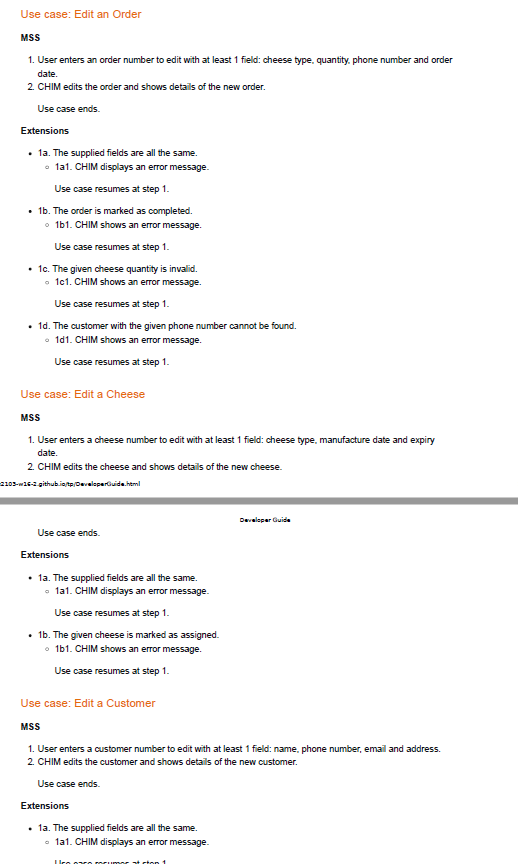 Use case: Edit an Order
MSS
1. User enters an order number to edit with at least 1 field: cheese type, quantity, phone number and order
date.
2. CHIM edits the order and shows details of the new order.
Use case ends.
Extensions
• 1a. The supplied fields are all the same.
◦ 1a1. CHIM displays an error message.
Use case resumes at step 1.
• 1b. The order is marked as completed.
◦ 1b1. CHIM shows an error message.
Use case resumes at step 1.
• 1c. The given cheese quantity is invalid.
◦ 1c1. CHIM shows an error message.
Use case resumes at step 1.
• 1d. The customer with the given phone number cannot be found.
◦ 1d1. CHIM shows an error message.
Use case resumes at step 1.
Use case: Edit a Cheese
MSS
1. User enters a cheese number to edit with at least 1 field: cheese type, manufacture date and expiry
date.
2. CHIM edits the cheese and shows details of the new cheese.
2103-w16-2.github.io/tp/DeveloperGuide.html
Developer Guide
Use case ends.
Extensions
• 1a. The supplied fields are all the same.
◦ 1a1. CHIM displays an error message.
Use case resumes at step 1.
• 1b. The given cheese is marked as assigned.
◦ 1b1. CHIM shows an error message.
Use case resumes at step 1.
Use case: Edit a Customer
MSS
1. User enters a customer number to edit with at least 1 field: name, phone number, email and address.
2. CHIM edits the customer and shows details of the new customer.
Use case ends.
Extensions
• 1a. The supplied fields are all the same.
◦ 1a1. CHIM displays an error message.
Use case resumes at step 1.